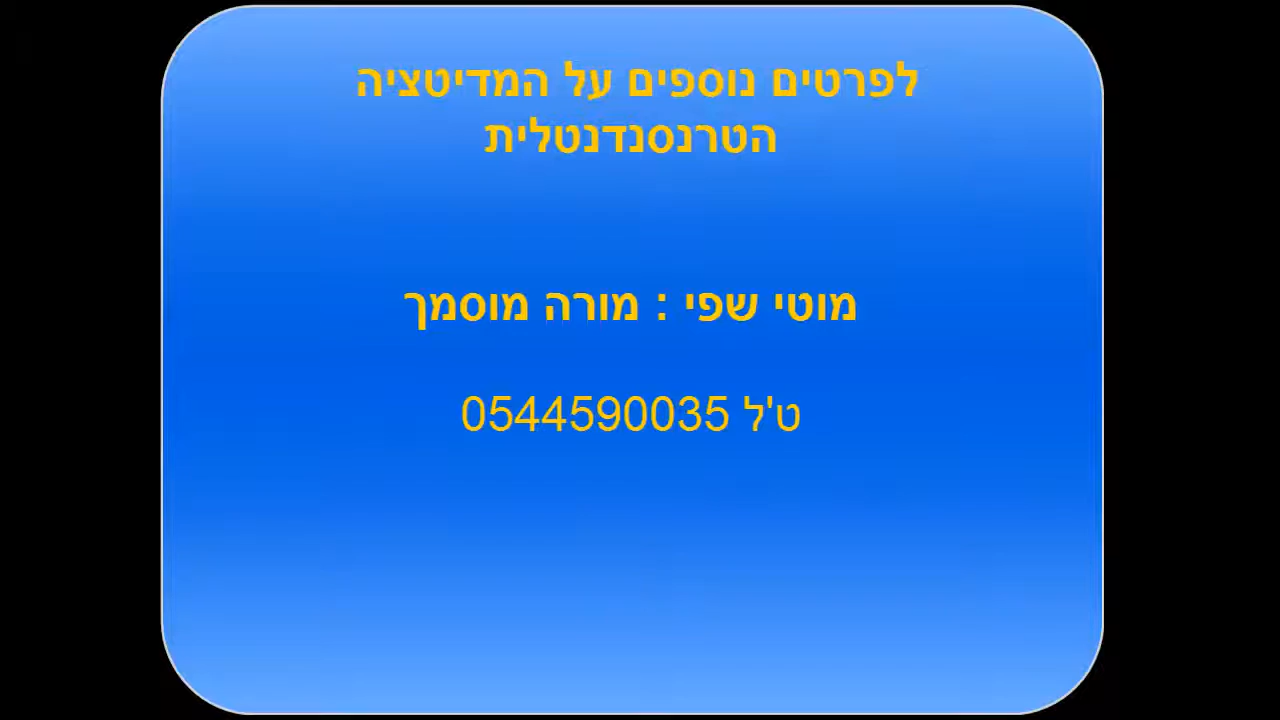 לפרטים נוספים על המדיטציה
הטרנסנדנטלית
מוטי שפי : מורה מוסמך
ט'ל 0544590035